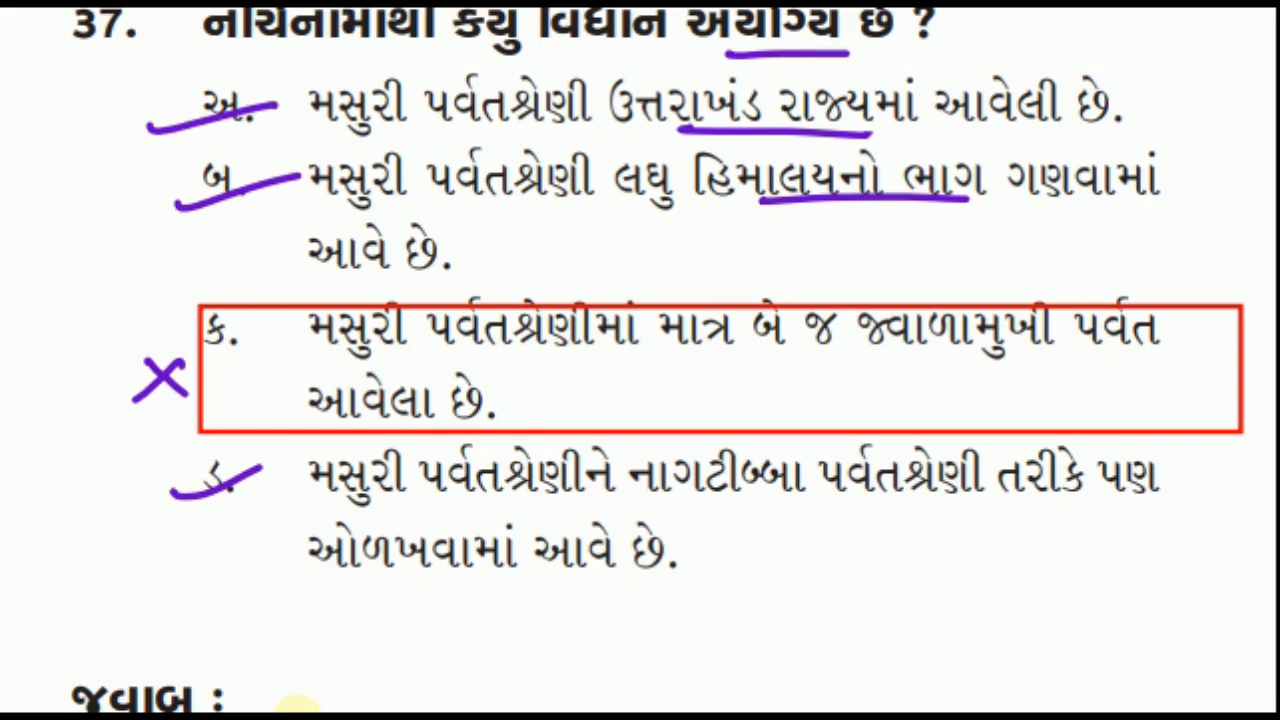 37. નીચેનામાંથી કયું વિધાન અયોગ્ય છે ?
અ. મસુરી પર્વતશ્રેણી ઉત્તરાખંડ રાજ્યમાં આવેલી છે.
બ. મસુરી પર્વતશ્રેણી લઘુ હિમાલયનો ભાગ ગણવામાં
આવે છે.
ક. મસુરી પર્વતશ્રેણીમાં માત્ર બે જ જ્વાળામુખી પર્વત
આવેલા છે.
ડ. મસુરી પર્વતશ્રેણીને નાગટીબ્બા પર્વતશ્રેણી તરીકે પણ
ઓળખવામાં આવે છે.
જવાબ :